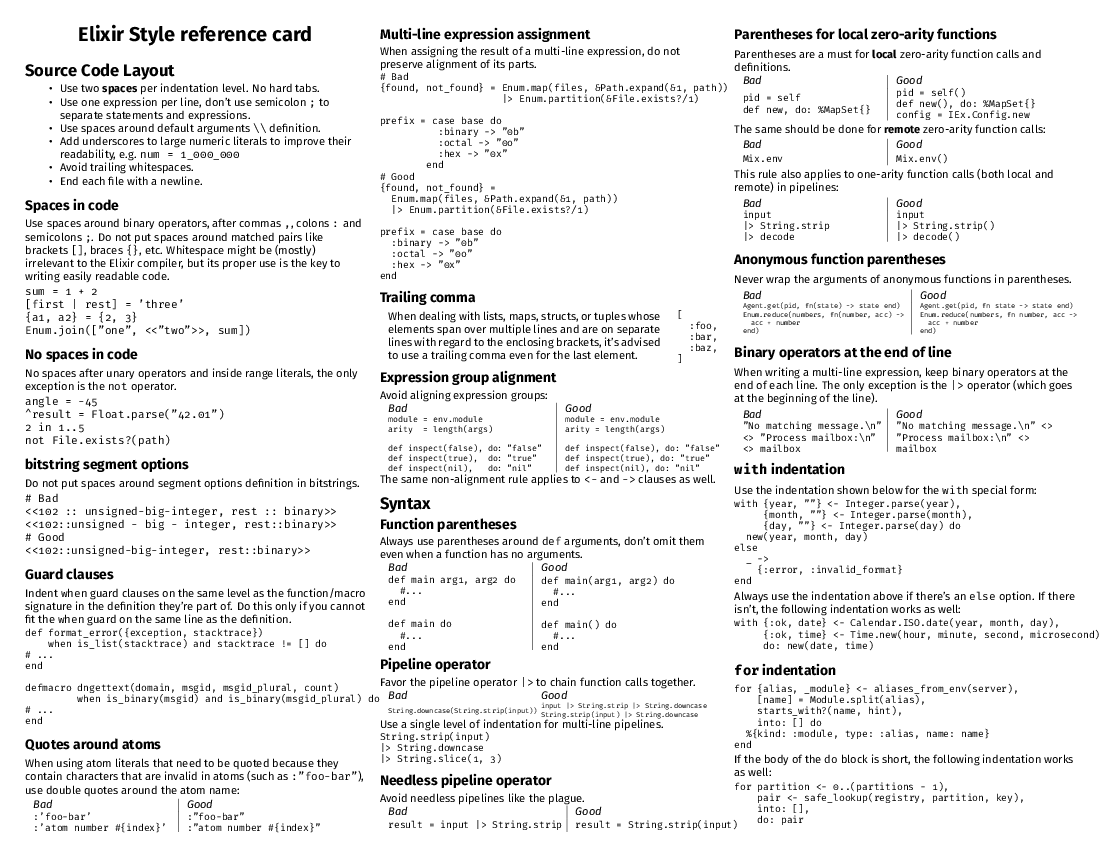 Elixir Style reference card
Source Code Layout
• Use two spaces per indentation level. No hard tabs.
• Use one expression per line, don't use semicolon ; to
separate statements and expressions.
• Use spaces around default arguments \\ definition.
• Add underscores to large numeric literals to improve their
readability, e.g. num = 1_000_000
• Avoid trailing whitespaces.
• End each file with a newline.
Spaces in code
Use spaces around binary operators, after commas ,, colons : and
semicolons ;. Do not put spaces around matched pairs like
brackets [], braces {}, etc. Whitespace might be (mostly)
irrelevant to the Elixir compiler, but its proper use is the key to
writing easily readable code.
sum = 1 + 2
[first | rest] = 'three'
{a1, a2} = {2, 3}
Enum.join(["one", <<"two">>, sum])
No spaces in code
No spaces after unary operators and inside range literals, the only
exception is the not operator.
angle = -45
^result = Float.parse("42.01")
2 in 1..5
not File.exists?(path)
bitstring segment options
Do not put spaces around segment options definition in bitstrings.
# Bad
<<102 :: unsigned-big-integer, rest :: binary>>
<<102::unsigned - big - integer, rest::binary>>
# Good
<<102::unsigned-big-integer, rest::binary>>
Guard clauses
Indent when guard clauses on the same level as the function/macro
signature in the definition they're part of. Do this only if you cannot
fit the when guard on the same line as the definition.
def format_error({exception, stacktrace})
    when is_list(stacktrace) and stacktrace != [] do
# ...
end

defmacro dngettext(domain, msgid, msgid_plural, count)
         when is_binary(msgid) and is_binary(msgid_plural) do
# ...
end
Quotes around atoms
When using atom literals that need to be quoted because they
contain characters that are invalid in atoms (such as :"foo-bar"),
use double quotes around the atom name:
Bad Good
:'foo-bar' :"foo-bar"
:'atom number #{index}' :"atom number #{index}"
Multi-line expression assignment
When assigning the result of a multi-line expression, do not
preserve alignment of its parts.
# Bad
{found, not_found} = Enum.map(files, &Path.expand(&1, path))
                     |> Enum.partition(&File.exists?/1)

prefix = case base do
          :binary -> "0b"
          :octal -> "0o"
          :hex -> "0x"
        end
# Good
{found, not_found} =
  Enum.map(files, &Path.expand(&1, path))
  |> Enum.partition(&File.exists?/1)

prefix = case base do
  :binary -> "0b"
  :octal -> "0o"
  :hex -> "0x"
end
Trailing comma
When dealing with lists, maps, structs, or tuples whose
elements span over multiple lines and are on separate
lines with regard to the enclosing brackets, it's advised
to use a trailing comma even for the last element.
[
  :foo,
  :bar,
  :baz,
]
Expression group alignment
Avoid aligning expression groups:
Bad Good
module = env.module module = env.module
arity  = length(args) arity = length(args)

def inspect(false), do: "false" def inspect(false), do: "false"
def inspect(true),  do: "true" def inspect(true), do: "true"
def inspect(nil),   do: "nil" def inspect(nil), do: "nil"
The same non-alignment rule applies to <- and -> clauses as well.
Syntax
Function parentheses
Always use parentheses around def arguments, don't omit them
even when a function has no arguments.
Bad Good
def main arg1, arg2 do def main(arg1, arg2) do
  #... #...
end end

def main do def main() do
  #... #...
end end
Pipeline operator
Favor the pipeline operator |> to chain function calls together.
Bad Good
String.downcase(String.strip(input)) input |> String.strip |> String.downcase
String.strip(input) |> String.downcase
Use a single level of indentation for multi-line pipelines.
String.strip(input)
|> String.downcase
|> String.slice(1, 3)
Needless pipeline operator
Avoid needless pipelines like the plague.
Bad Good
result = input |> String.strip result = String.strip(input)
Parentheses for local zero-arity functions
Parentheses are a must for local zero-arity function calls and
definitions.
Bad Good
pid = self pid = self()
def new, do: %MapSet{} def new(), do: %MapSet{}
config = IEx.Config.new
The same should be done for remote zero-arity function calls:
Bad Good
Mix.env Mix.env()
This rule also applies to one-arity function calls (both local and
remote) in pipelines:
Bad Good
input input
|> String.strip |> String.strip()
|> decode |> decode()
Anonymous function parentheses
Never wrap the arguments of anonymous functions in parentheses.
Bad Good
Agent.get(pid, fn(state) -> state end) Agent.get(pid, fn state -> state end)
Enum.reduce(numbers, fn(number, acc) -> Enum.reduce(numbers, fn number, acc ->
  acc + number acc + number
end) end)
Binary operators at the end of line
When writing a multi-line expression, keep binary operators at the
end of each line. The only exception is the |> operator (which goes
at the beginning of the line).
Bad Good
"No matching message.\n" "No matching message.\n" <>
<> "Process mailbox:\n" "Process mailbox:\n" <>
<> mailbox mailbox
with indentation
Use the indentation shown below for the with special form:
with {year, ""} <- Integer.parse(year),
     {month, ""} <- Integer.parse(month),
     {day, ""} <- Integer.parse(day) do
  new(year, month, day)
else
  _ ->
    {:error, :invalid_format}
end
Always use the indentation above if there's an else option. If there
isn't, the following indentation works as well:
with {:ok, date} <- Calendar.ISO.date(year, month, day),
     {:ok, time} <- Time.new(hour, minute, second, microsecond)
     do: new(date, time)
for indentation
for {alias, _module} <- aliases_from_env(server),
    [name] = Module.split(alias),
    starts_with?(name, hint),
    into: [] do
  %{kind: :module, type: :alias, name: name}
end
If the body of the do block is short, the following indentation works
as well:
for partition <- 0..(partitions - 1),
    pair <- safe_lookup(registry, partition, key),
    into: [],
    do: pair